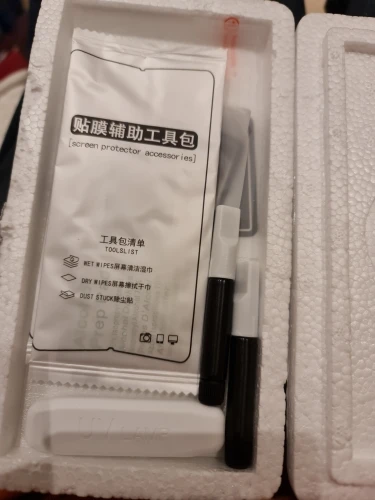 贴膜辅助工具包
[screen protector accessories]
工具包清单
TOOLSLIST
WET WIPES屏幕清洁湿巾
DRY WIPES屏幕擦拭干巾
DUST STUCK除尘贴